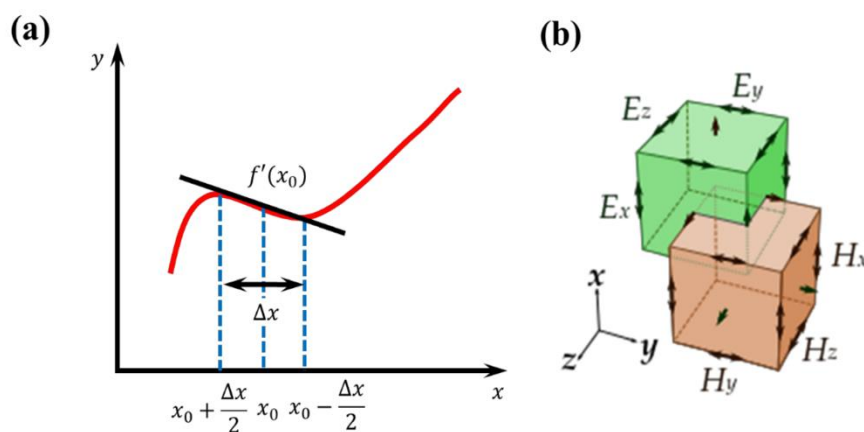 (a)
y
f′(x₀)
Δx
x
x₀ + Δx/2 x₀ x₀ − Δx/2
(b)
Ey
Ez
Ex
Hx
x
z y
Hz
Hy